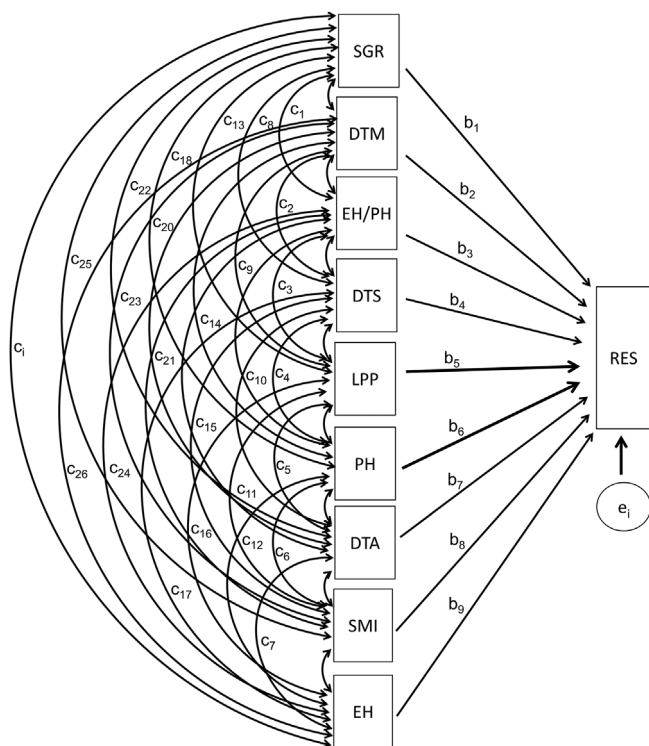 SGR
DTM
EH/PH
DTS
LPP
PH
DTA
SMI
EH
RES
eᵢ
b₁
b₂
b₃
b₄
b₅
b₆
b₇
b₈
b₉
c₁
c₈
c₁₃
c₁₈
c₂₂
c₂₅
c₂
c₂₀
c₉
c₃
c₂₃
c₁₄
cᵢ
c₂₁
c₁₀
c₄
c₁₅
c₅
c₂₆
c₂₄
c₁₁
c₁₆
c₁₂
c₆
c₁₇
c₇